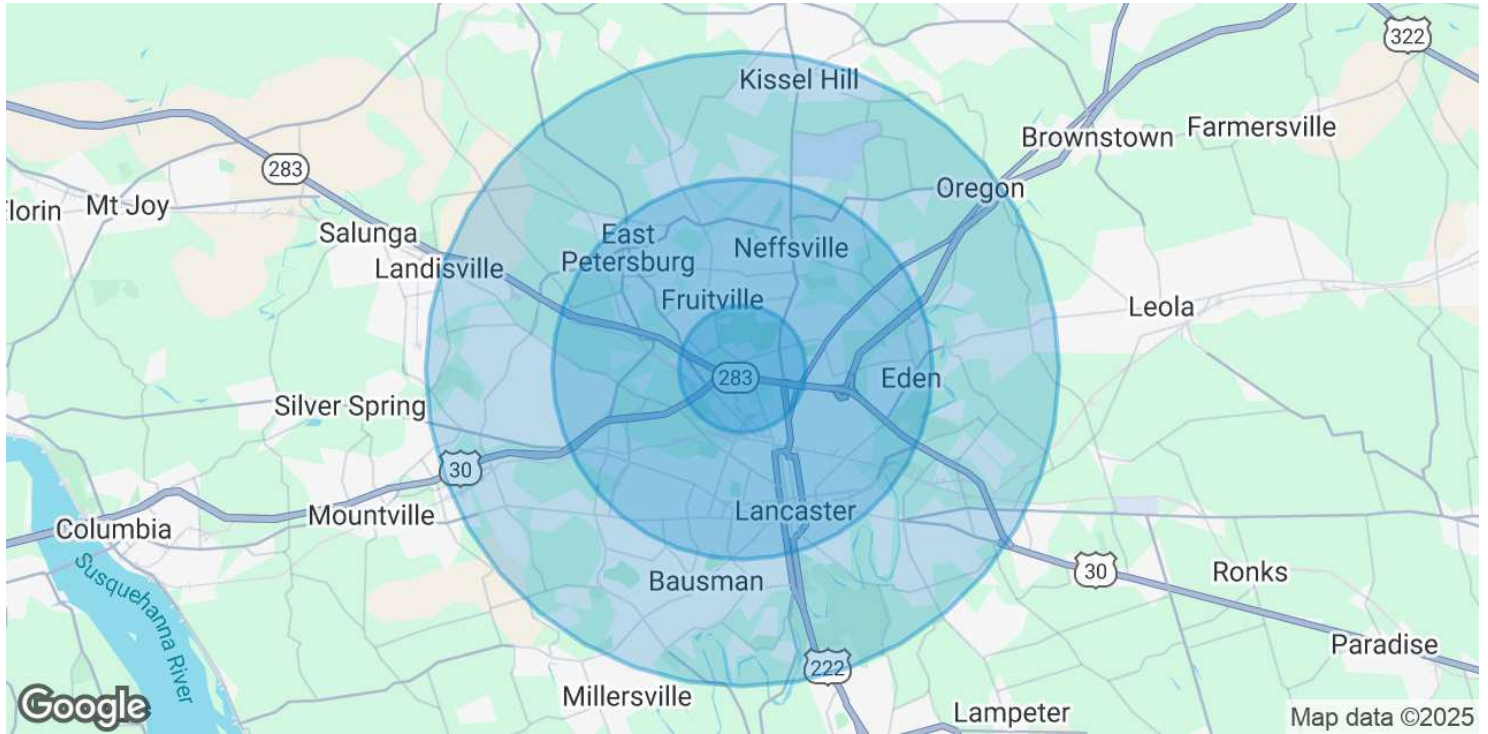 322
Kissel Hill
Brownstown
Farmersville
283
Oregon
Mt Joy
Salunga
East
Petersburg
Neffsville
Landisville
Fruitville
Leola
283
Eden
Silver Spring
30
Lancaster
Mountville
Columbia
Susquehanna River
Bausman
30
Ronks
Paradise
222
Millersville
Lampeter
Google
Map data ©2025